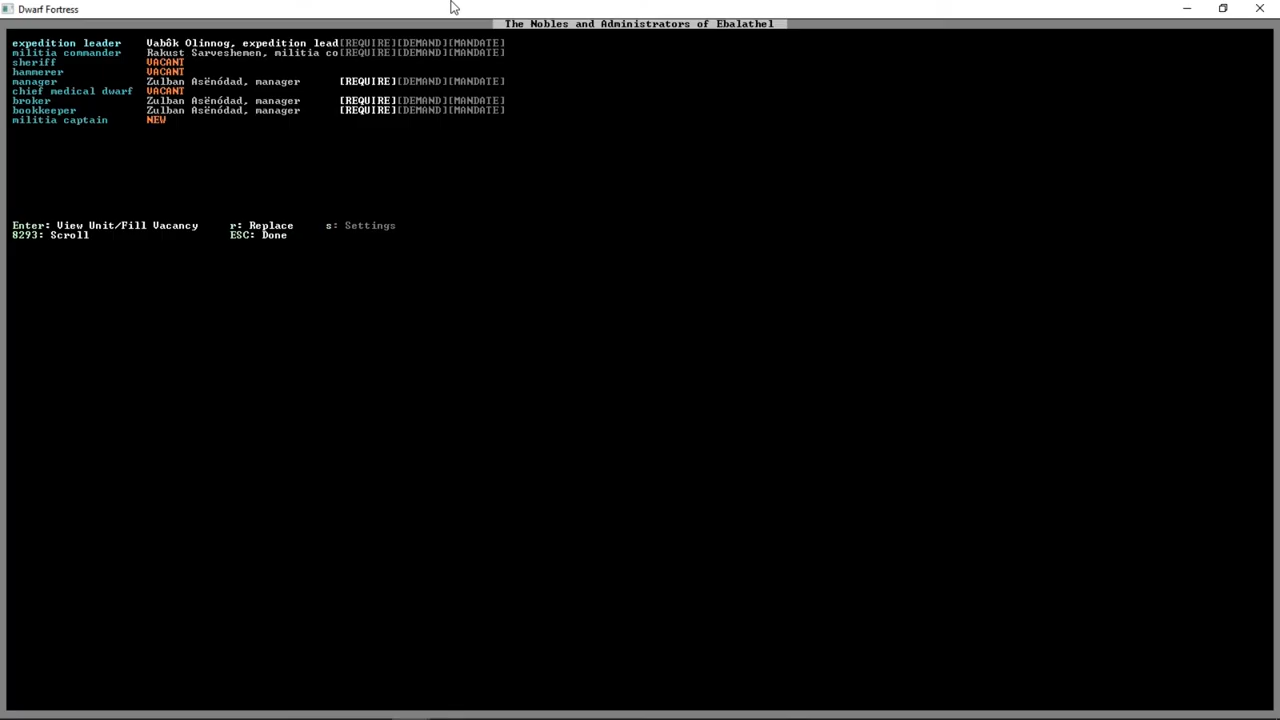 Dwarf Fortress
The Nobles and Administrators of Ebalathel
expedition leader Vabôk Olinnog, expedition lead[REQUIRE][DEMAND][MANDATE]
militia commander Rakust Sarveshemen, militia co[REQUIRE][DEMAND][MANDATE]
sheriff VACANT
hammerer VACANT
manager Zulban Asënódad, manager [REQUIRE][DEMAND][MANDATE]
chief medical dwarf VACANT
broker Zulban Asënódad, manager [REQUIRE][DEMAND][MANDATE]
bookkeeper Zulban Asënódad, manager [REQUIRE][DEMAND][MANDATE]
militia captain NEW
Enter: View Unit/Fill Vacancy r: Replace s: Settings
8293: Scroll ESC: Done